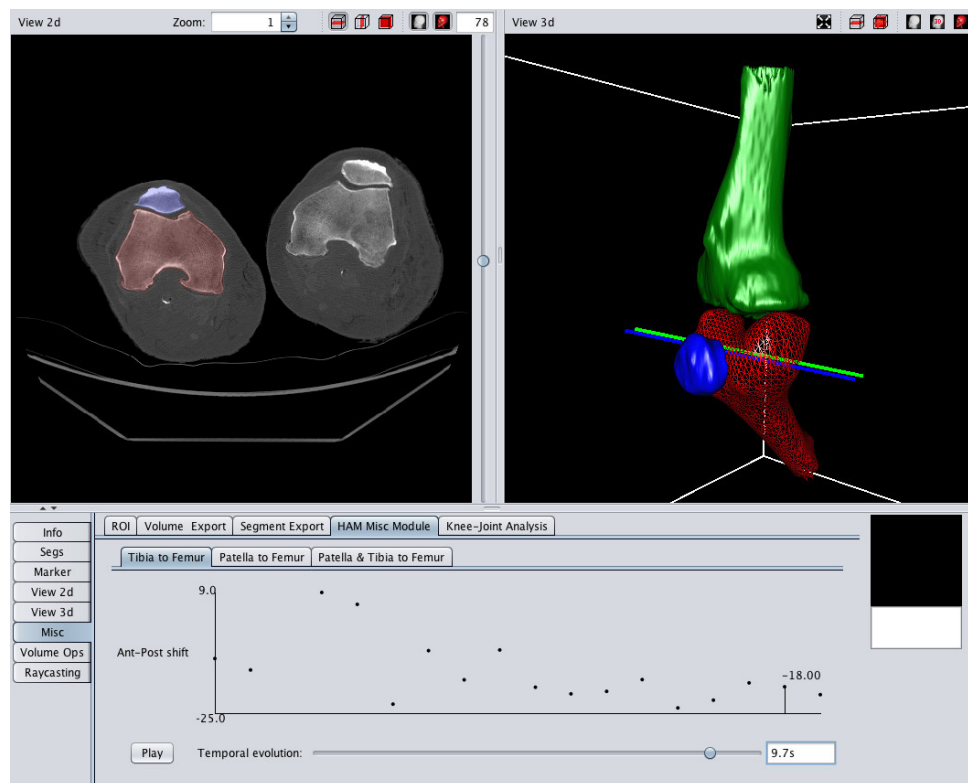 View 2d Zoom: 1 78
View 3d 3D
Info
Segs
Marker
View 2d
View 3d
Misc
Volume Ops
Raycasting
ROI Volume Export Segment Export HAM Misc Module Knee-Joint Analysis
Tibia to Femur Patella to Femur Patella & Tibia to Femur
9.0
Ant-Post shift
-18.00
-25.0
Play Temporal evolution: 9.7s